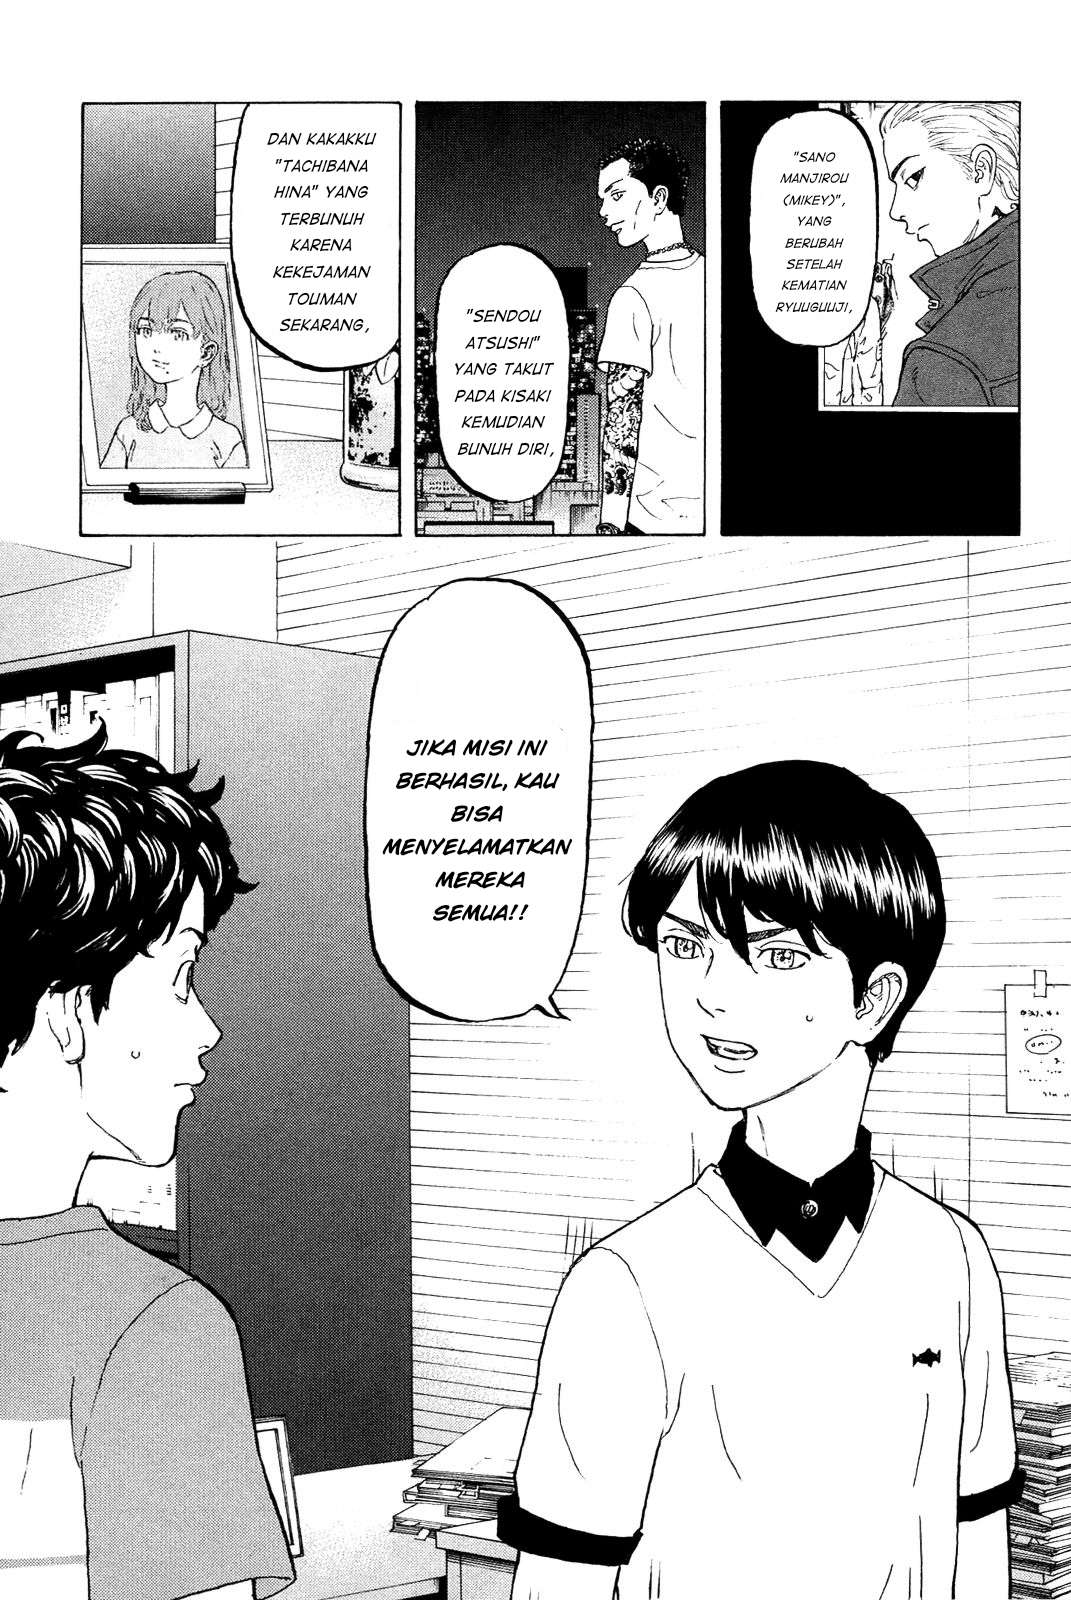 "SANO
MANJIROU
(MIKEY)",
YANG
BERUBAH
SETELAH
KEMATIAN
RYUUGUUJI,
"SENDOU
ATSUSHI"
YANG TAKUT
PADA KISAKI
KEMUDIAN
BUNUH DIRI,
DAN KAKAKKU
"TACHIBANA
HINA" YANG
TERBUNUH
KARENA
KEKEJAMAN
TOUMAN
SEKARANG,
JIKA MISI INI
BERHASIL, KAU
BISA
MENYELAMATKAN
MEREKA
SEMUA!!